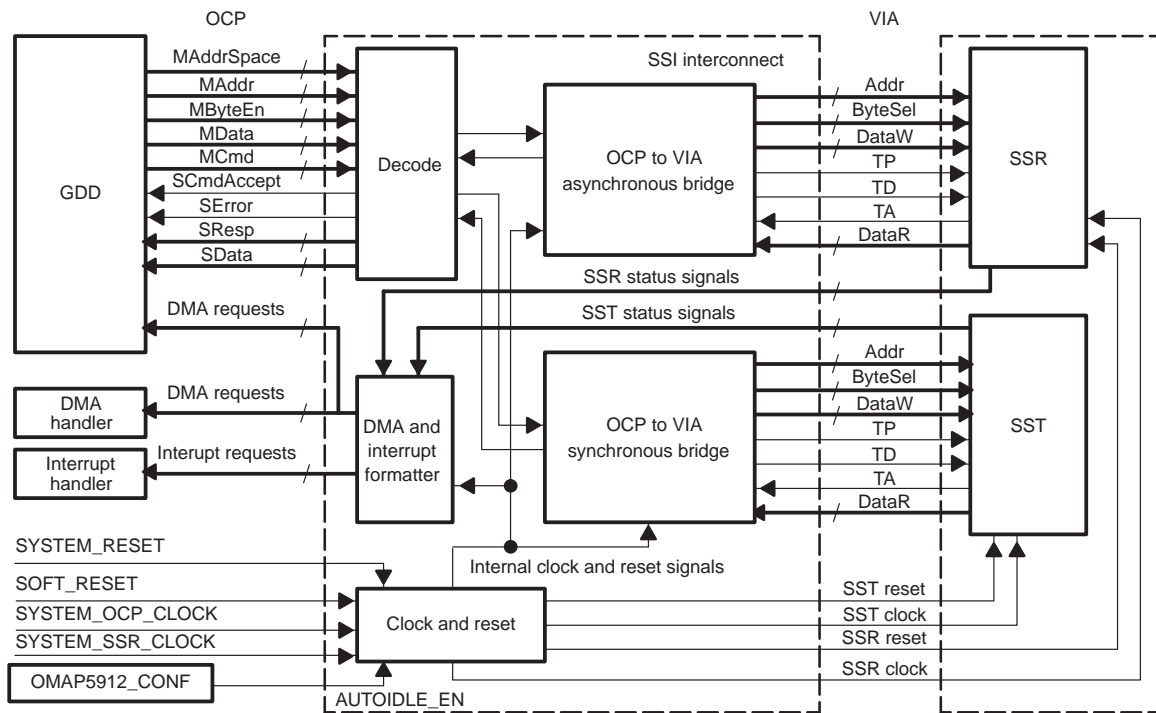 OCP
VIA
GDD
MAddrSpace
MAddr
MByteEn
MData
MCmd
SCmdAccept
SError
SResp
SData
DMA requests
Decode
SSI interconnect
OCP to VIA
asynchronous bridge
Addr
ByteSel
DataW
TP
TD
TA
DataR
SSR
SSR status signals
SST status signals
DMA handler
DMA requests
Interrupt
handler
Interupt requests
DMA and
interrupt
formatter
OCP to VIA
synchronous bridge
Addr
ByteSel
DataW
TP
TD
TA
DataR
SST
SYSTEM_RESET
SOFT_RESET
SYSTEM_OCP_CLOCK
SYSTEM_SSR_CLOCK
OMAP5912_CONF
Internal clock and reset signals
Clock and reset
AUTOIDLE_EN
SST reset
SST clock
SSR reset
SSR clock